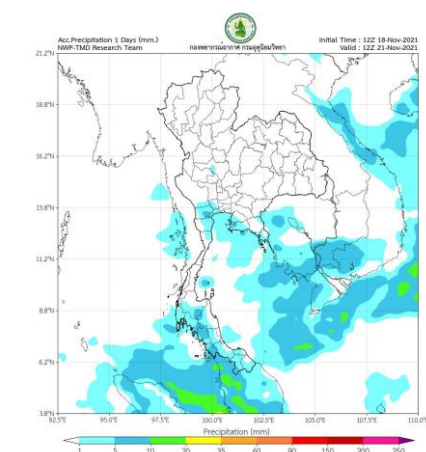 Acc.Precipitation 1 Days (mm.)
NWP-TMD Research Team
กองพยากรณ์อากาศ กรมอุตุนิยมวิทยา
Initial Time : 12Z 18-Nov-2021
Valid : 12Z 21-Nov-2021
21.2°N
18.8°N
16.2°N
13.8°N
11.2°N
8.8°N
6.2°N
3.8°N
92.5°E 95.0°E 97.5°E 100.0°E 102.5°E 105.0°E 107.5°E 110.0°E
Precipitation (mm)
1 5 10 20 35 60 90 150 200 250